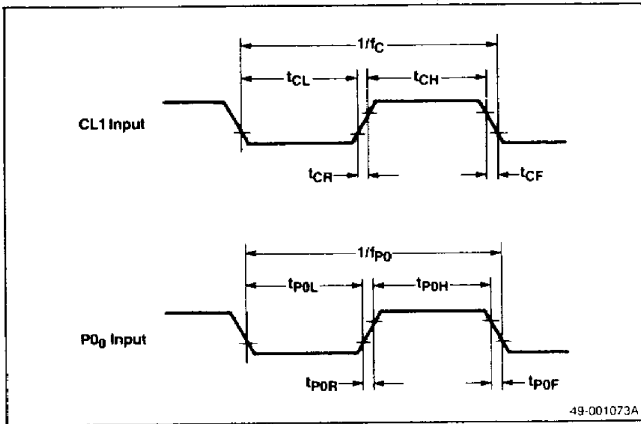 1/fC
tCL
tCH
CL1 Input
tCR
tCF
1/fP0
tP0L
tP0H
P00 Input
tP0R
tP0F
49-001073A